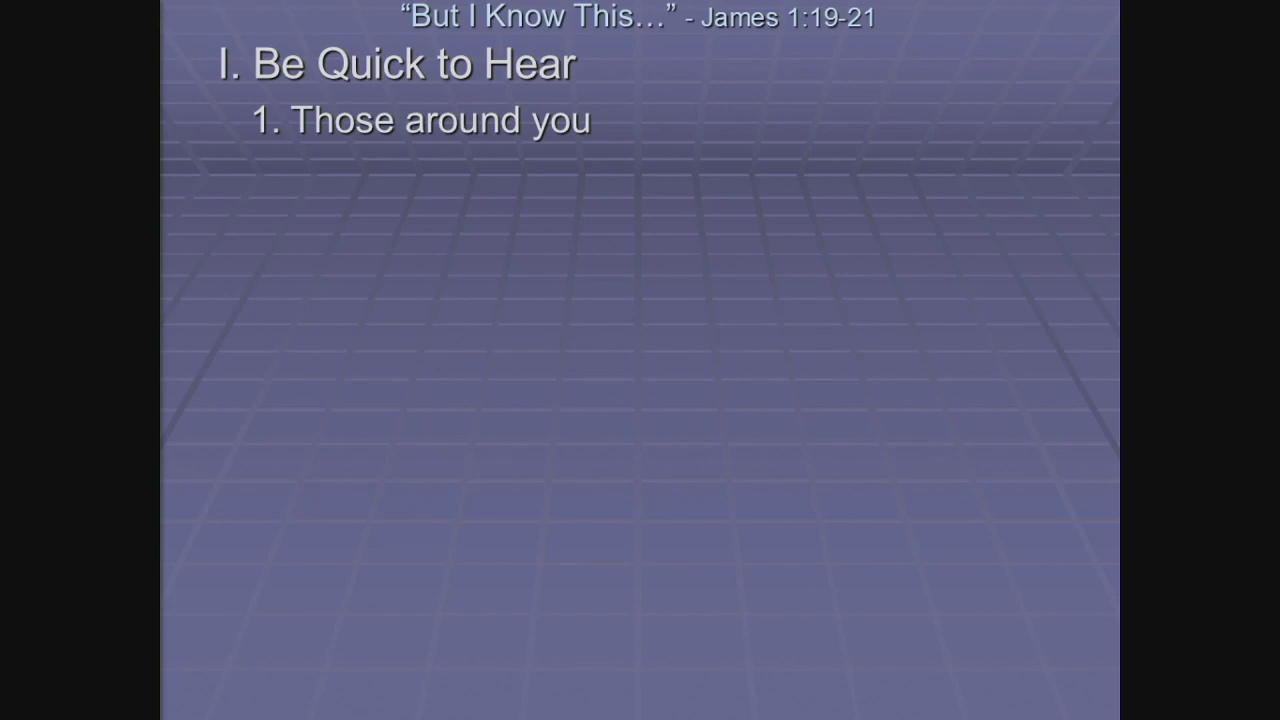 “But I Know This…” - James 1:19-21
I. Be Quick to Hear
1. Those around you